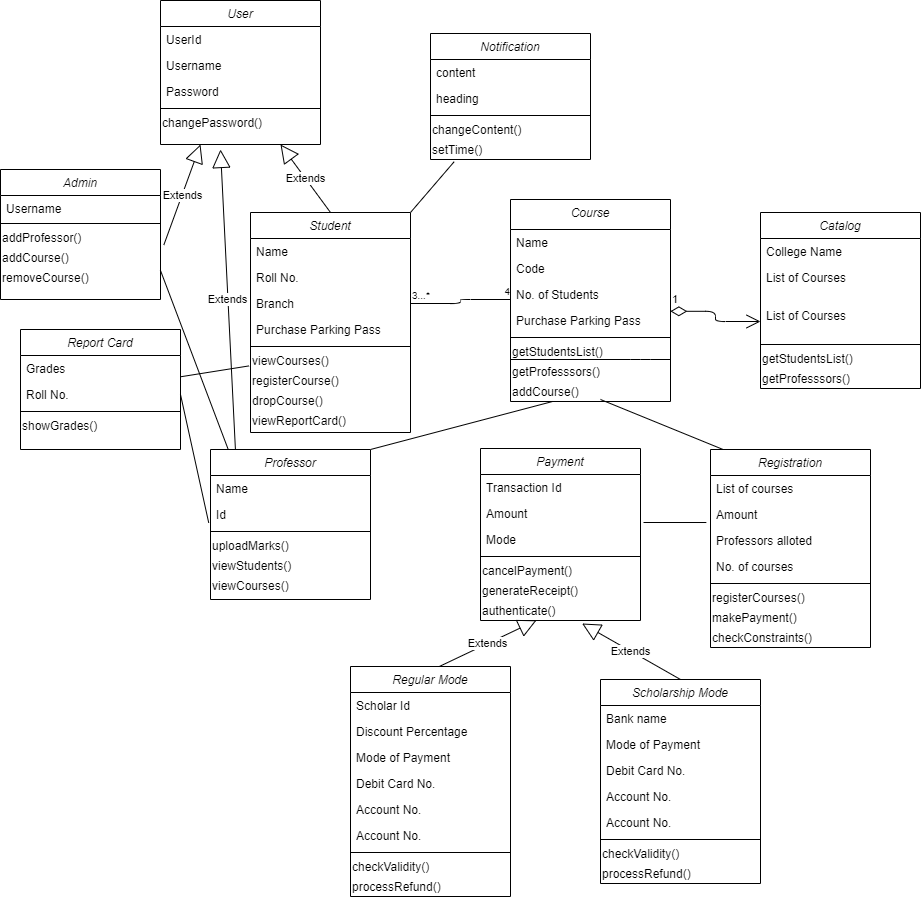 User
UserId
Username
Password
changePassword()
Notification
content
heading
changeContent()
setTime()
Extends
Extends
Extends
Admin
Username
addProfessor()
addCourse()
removeCourse()
Student
Name
Roll No.
Branch
Purchase Parking Pass
viewCourses()
registerCourse()
dropCourse()
viewReportCard()
3...*
4
Course
Name
Code
No. of Students
Purchase Parking Pass
getStudentsList()
getProfesssors()
addCourse()
1
Catalog
College Name
List of Courses
List of Courses
getStudentsList()
getProfesssors()
Report Card
Grades
Roll No.
showGrades()
Professor
Name
Id
uploadMarks()
viewStudents()
viewCourses()
Payment
Transaction Id
Amount
Mode
cancelPayment()
generateReceipt()
authenticate()
Registration
List of courses
Amount
Professors alloted
No. of courses
registerCourses()
makePayment()
checkConstraints()
Extends
Extends
Regular Mode
Scholar Id
Discount Percentage
Mode of Payment
Debit Card No.
Account No.
Account No.
checkValidity()
processRefund()
Scholarship Mode
Bank name
Mode of Payment
Debit Card No.
Account No.
Account No.
checkValidity()
processRefund()